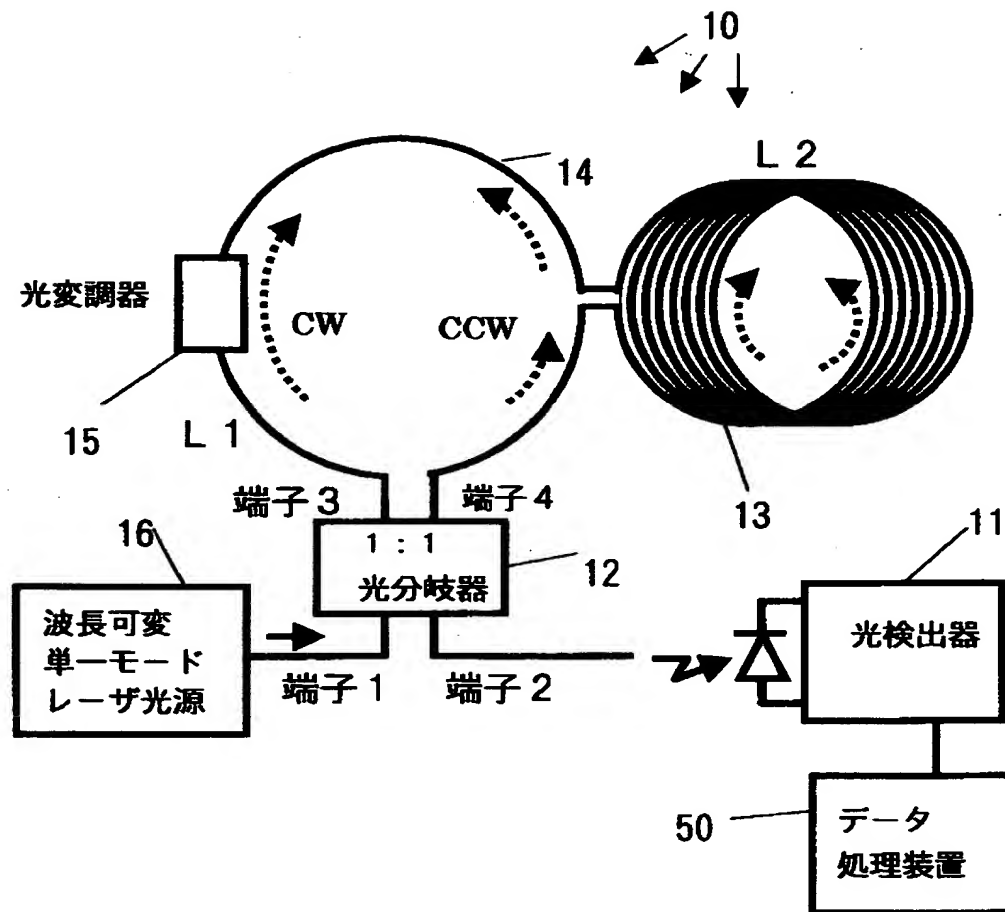 10
14
L 2
光変調器
CW
CCW
15
L 1
13
端子3
端子4
16
1 : 1
光分岐器
12
11
波長可変
単一モード
レーザ光源
端子1
端子2
光検出器
50
データ
処理装置